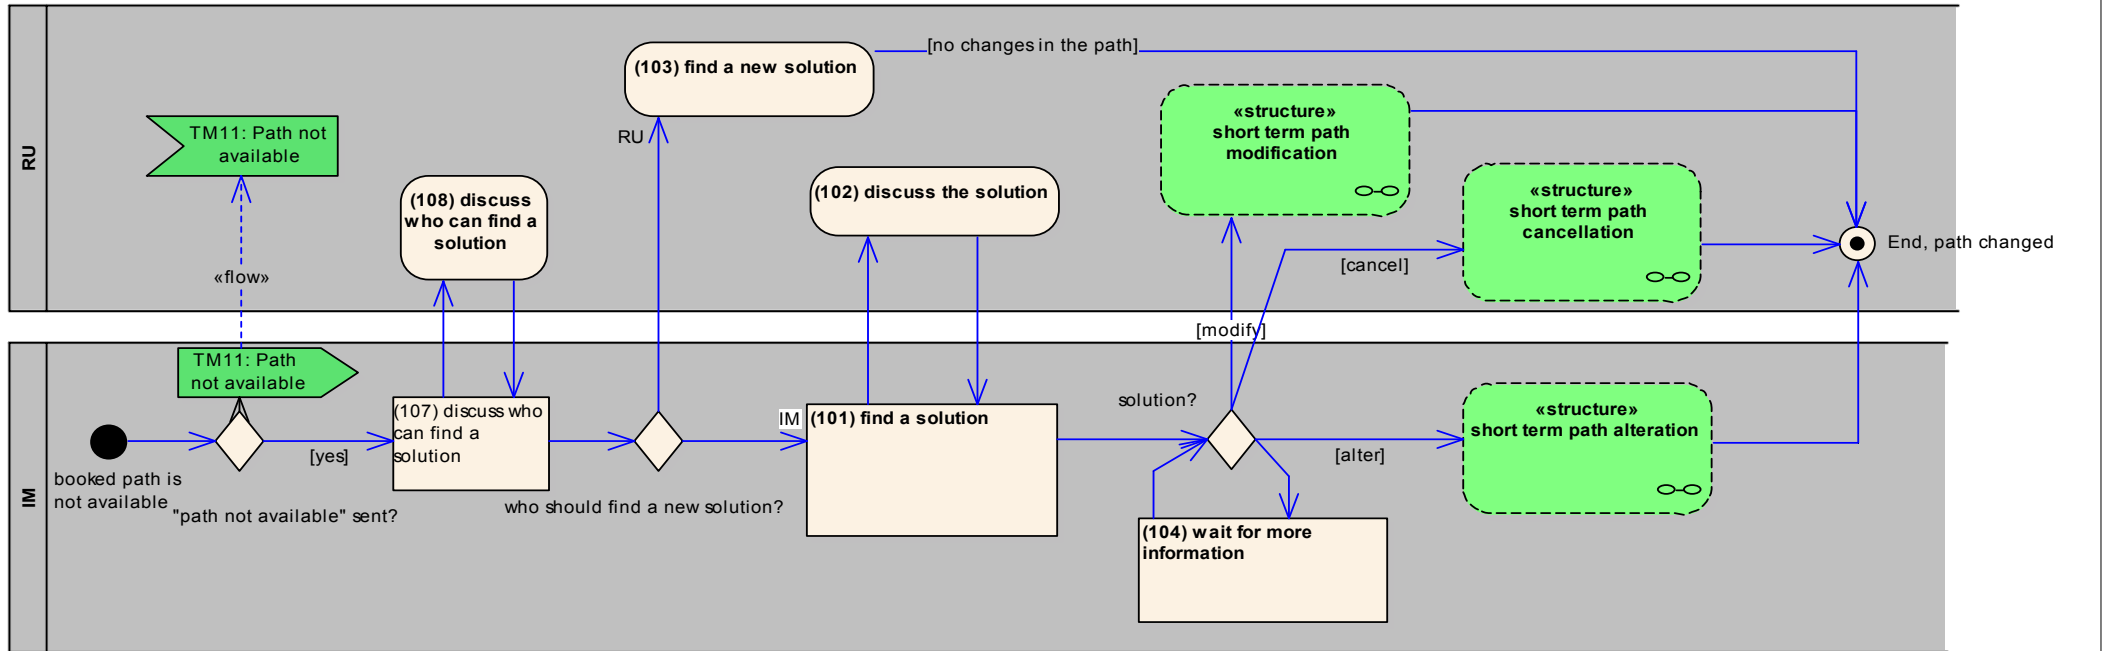 RU
(103) find a new solution
[no changes in the path]
«structure»
short term path
modification
TM11: Path not
available
RU
(108) discuss
who can find a
solution
(102) discuss the solution
«structure»
short term path
cancellation
«flow»
[cancel]
End, path changed
[modify]
IM
TM11: Path
not available
booked path is
not available
"path not available" sent?
[yes]
(107) discuss who
can find a
solution
who should find a new solution?
IM
(101) find a solution
solution?
[alter]
«structure»
short term path alteration
(104) wait for more
information